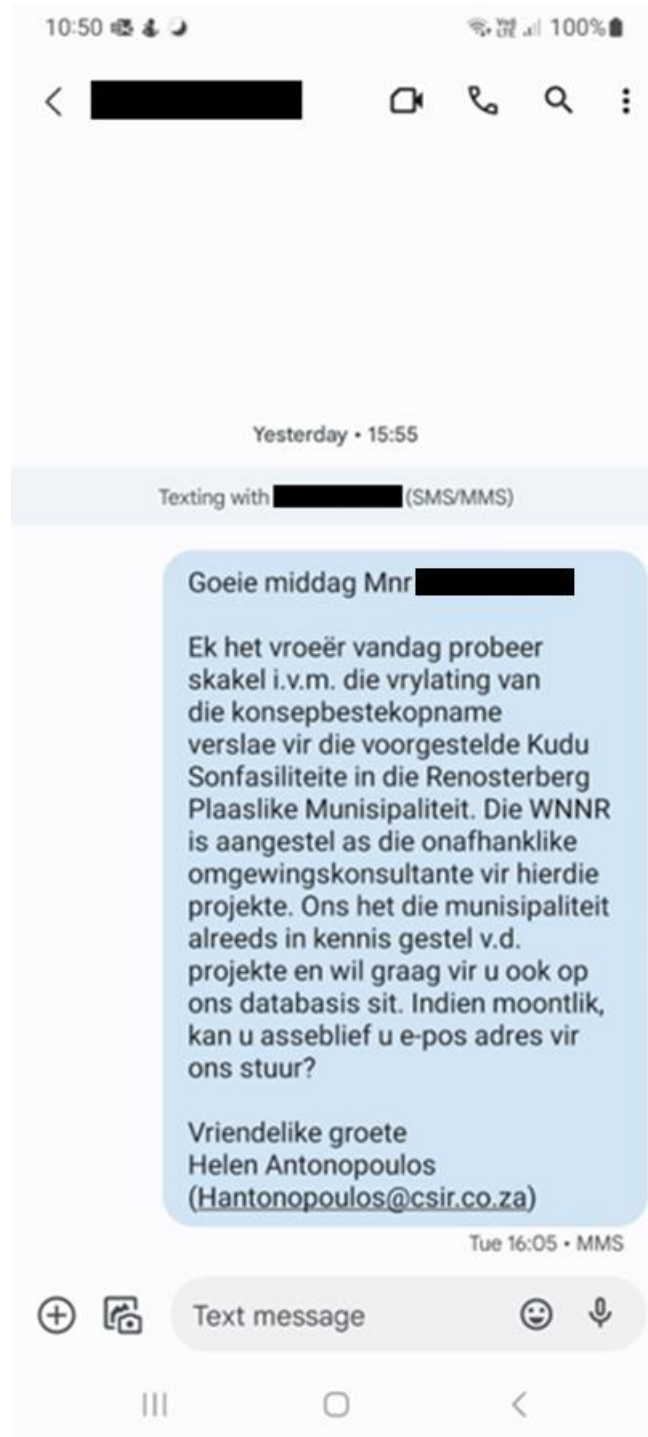 10:50 100%
Yesterday • 15:55
Texting with (SMS/MMS)
Goeie middag Mnr
Ek het vroeër vandag probeer
skakel i.v.m. die vrylating van
die konsepbestekopname
verslae vir die voorgestelde Kudu
Sonfasiliteite in die Renosterberg
Plaaslike Munisipaliteit. Die WNNR
is aangestel as die onafhanklike
omgewingskonsultante vir hierdie
projekte. Ons het die munisipaliteit
alreeds in kennis gestel v.d.
projekte en wil graag vir u ook op
ons databasis sit. Indien moontlik,
kan u asseblief u e-pos adres vir
ons stuur?
Vriendelike groete
Helen Antonopoulos
(Hantonopoulos@csir.co.za)
Tue 16:05 • MMS
Text message